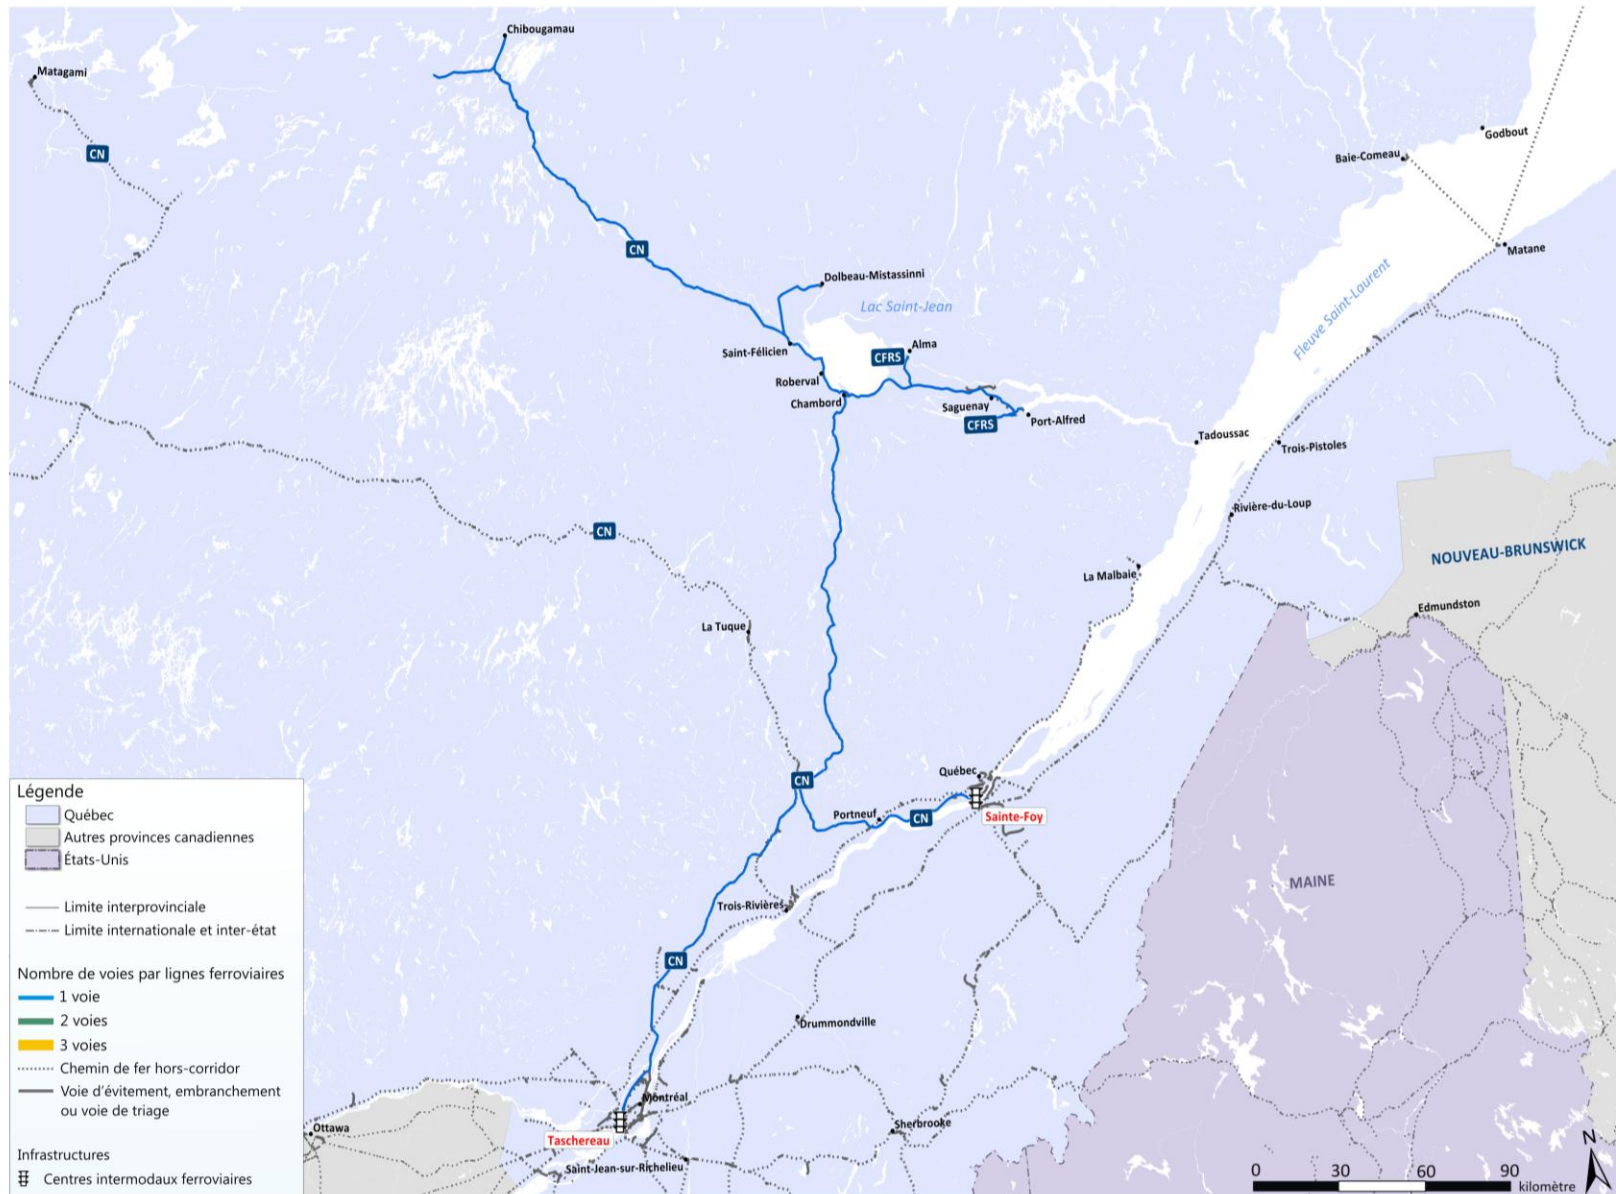 Chibougamau
Matagami
CN
Godbout
Baie-Comeau
CN
Matane
Dolbeau-Mistassinni
Lac Saint-Jean
Fleuve Saint-Laurent
Alma
Saint-Félicien
CFRS
Roberval
Chambord
Saguenay
Port-Alfred
CFRS
Tadoussac
Trois-Pistoles
Rivière-du-Loup
CN
NOUVEAU-BRUNSWICK
La Malbaie
Edmundston
La Tuque
Québec
CN
Portneuf
CN
Sainte-Foy
MAINE
Trois-Rivières
CN
Drummondville
Montréal
Ottawa
Taschereau
Sherbrooke
Saint-Jean-sur-Richelieu
Légende
Québec
Autres provinces canadiennes
États-Unis
Limite interprovinciale
Limite internationale et inter-état
Nombre de voies par lignes ferroviaires
1 voie
2 voies
3 voies
Chemin de fer hors-corridor
Voie d'évitement, embranchement
ou voie de triage
Infrastructures
Centres intermodaux ferroviaires
N
0 30 60 90
kilomètre